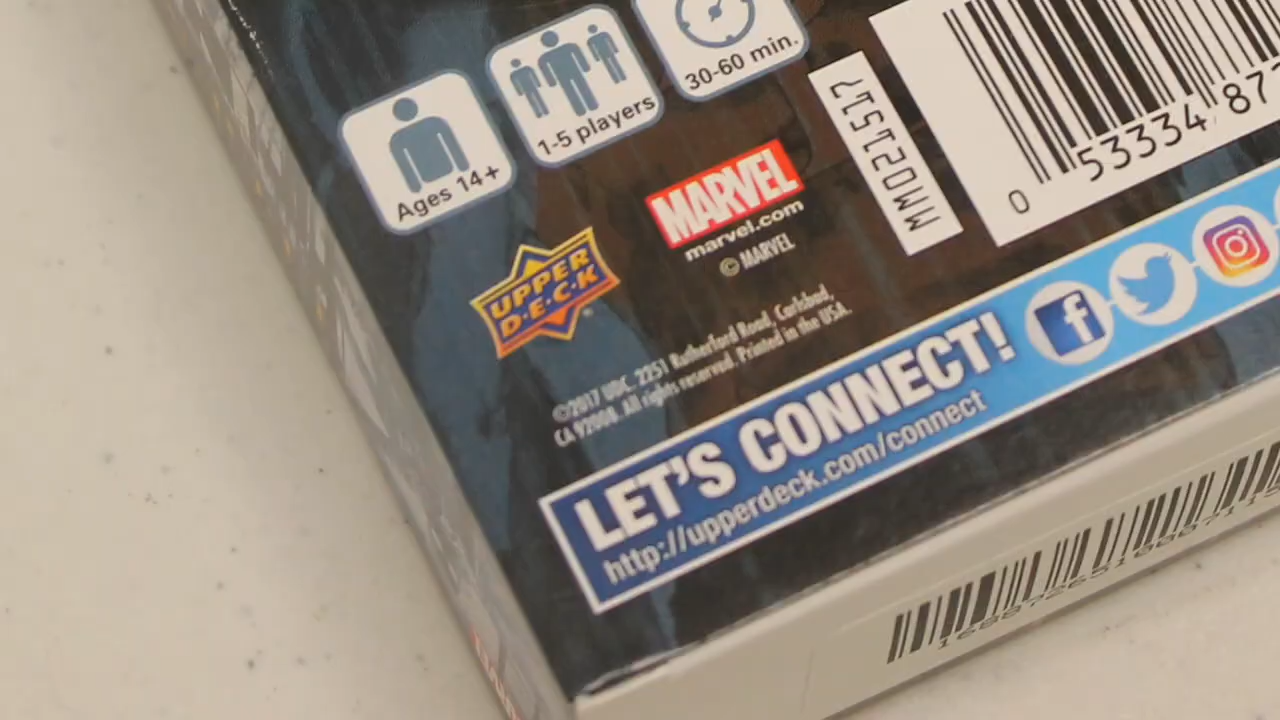 Ages 14+
1-5 players
30-60 min.
UPPER
D·E·C·K
MARVEL
marvel.com
© MARVEL
MM021517
0 53334 87
©2017 UDC. 2251 Rutherford Road, Carlsbad,
CA 92008. All rights reserved. Printed in the USA.
LET'S CONNECT!
http://upperdeck.com/connect